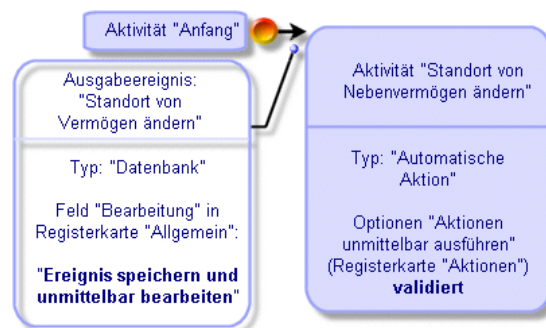 Aktivität "Anfang"
Ausgabeereignis:
"Standort von
Vermögen ändern"
Typ: "Datenbank"
Feld "Bearbeitung" in
Registerkarte "Allgemein":
"Ereignis speichern und
unmittelbar bearbeiten"
Aktivität "Standort von
Nebenvermögen ändern"
Typ: "Automatische
Aktion"
Optionen "Aktionen
unmittelbar ausführen"
(Registerkarte "Aktionen")
validiert